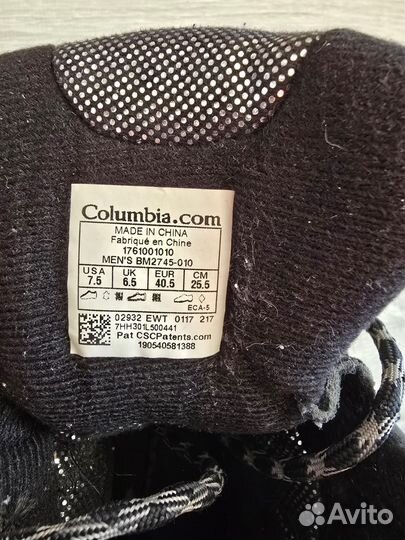 Columbia.com
MADE IN CHINA
Fabriqué en Chine
1761001010
MEN'S BM2745-010
USA UK EUR CM
7.5 6.5 40.5 25.5
ECA-5
02932 EWT 0117 217
7HH301L500441
Pat CSCPatents.com
190540581388
Avito